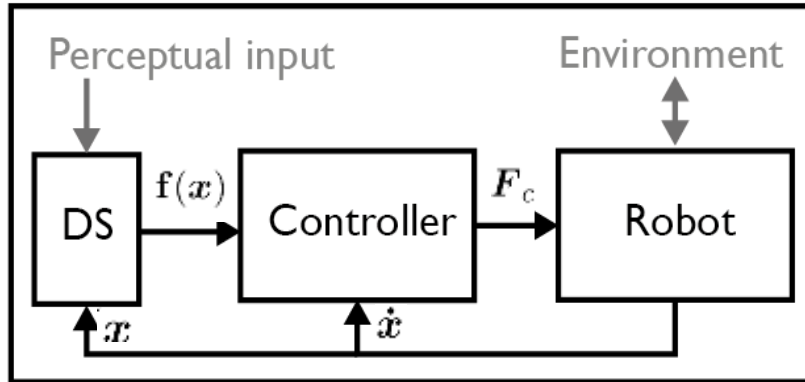 Perceptual input
Environment
f(x)
F_c
DS
Controller
Robot
x
ẋ